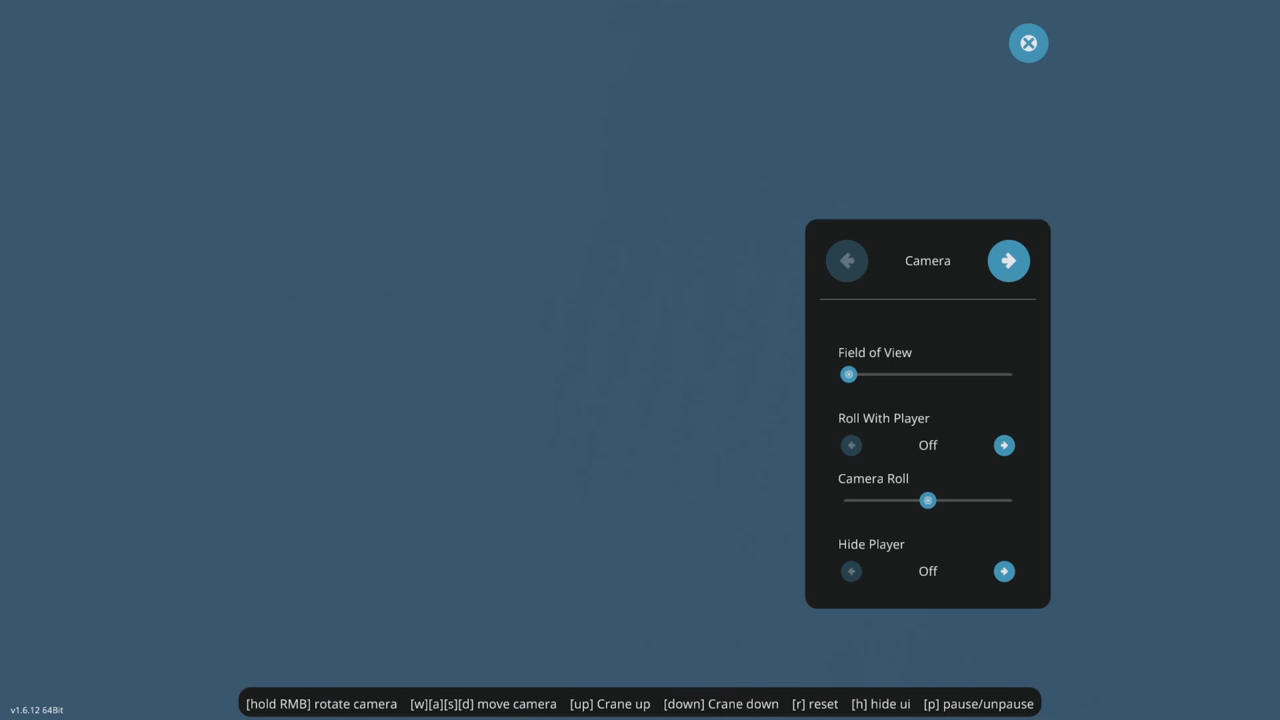 Camera
Field of View
Roll With Player
Off
Camera Roll
Hide Player
Off
[hold RMB] rotate camera [w][a][s][d] move camera [up] Crane up [down] Crane down [r] reset [h] hide ui [p] pause/unpause
v1.6.12 64Bit